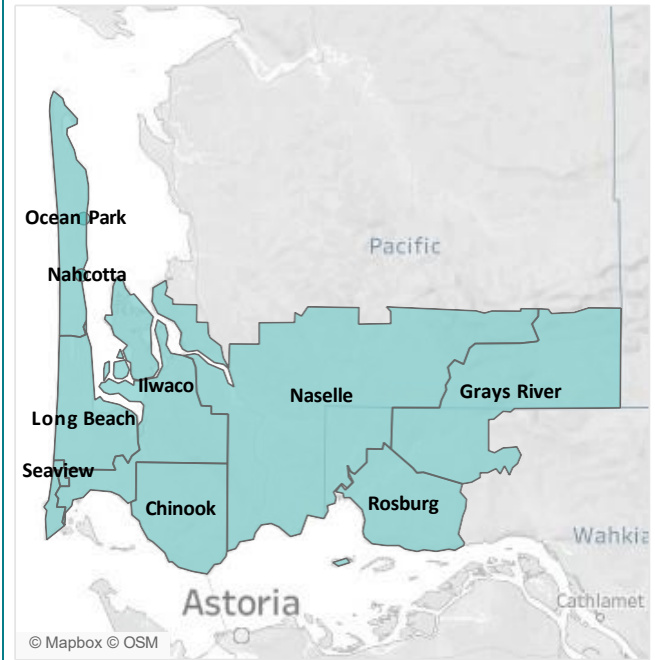 Ocean Park
Pacific
Nahcotta
Ilwaco
Naselle
Grays River
Long Beach
Seaview
Chinook
Rosburg
Wahkia
Astoria
Cathlamet
© Mapbox © OSM